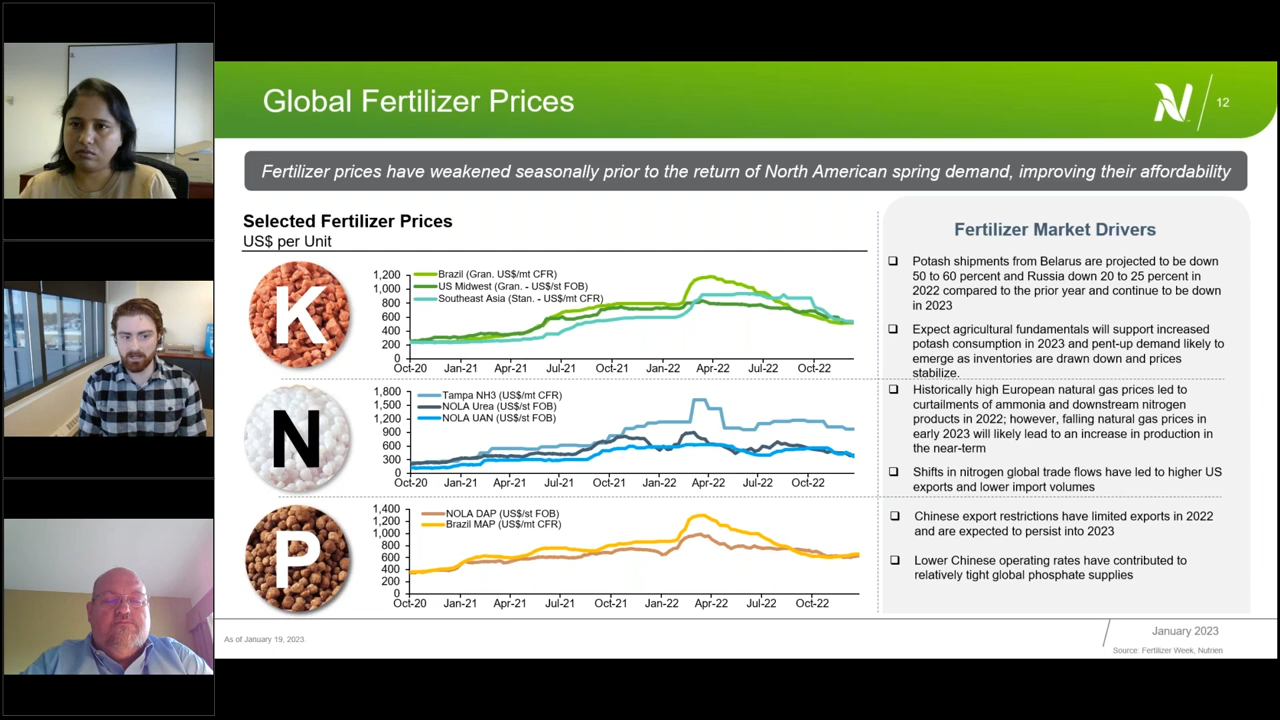 Global Fertilizer Prices
12
Fertilizer prices have weakened seasonally prior to the return of North American spring demand, improving their affordability
Selected Fertilizer Prices
US$ per Unit
K
1,200
1,000
800
600
400
200
0
Brazil (Gran. US$/mt CFR)
US Midwest (Gran. - US$/st FOB)
Southeast Asia (Stan. - US$/mt CFR)
Oct-20 Jan-21 Apr-21 Jul-21 Oct-21 Jan-22 Apr-22 Jul-22 Oct-22
N
1,800
1,500
1,200
900
600
300
0
Tampa NH3 (US$/mt CFR)
NOLA Urea (US$/st FOB)
NOLA UAN (US$/st FOB)
Oct-20 Jan-21 Apr-21 Jul-21 Oct-21 Jan-22 Apr-22 Jul-22 Oct-22
P
1,400
1,200
1,000
800
600
400
200
0
NOLA DAP (US$/st FOB)
Brazil MAP (US$/mt CFR)
Oct-20 Jan-21 Apr-21 Jul-21 Oct-21 Jan-22 Apr-22 Jul-22 Oct-22
Fertilizer Market Drivers
Potash shipments from Belarus are projected to be down
50 to 60 percent and Russia down 20 to 25 percent in
2022 compared to the prior year and continue to be down
in 2023
Expect agricultural fundamentals will support increased
potash consumption in 2023 and pent-up demand likely to
emerge as inventories are drawn down and prices
stabilize.
Historically high European natural gas prices led to
curtailments of ammonia and downstream nitrogen
products in 2022; however, falling natural gas prices in
early 2023 will likely lead to an increase in production in
the near-term
Shifts in nitrogen global trade flows have led to higher US
exports and lower import volumes
Chinese export restrictions have limited exports in 2022
and are expected to persist into 2023
Lower Chinese operating rates have contributed to
relatively tight global phosphate supplies
As of January 19, 2023.
January 2023
Source: Fertilizer Week, Nutrien